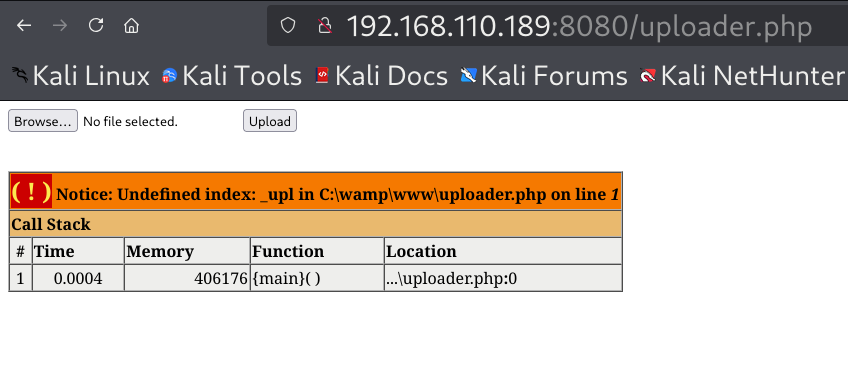 192.168.110.189:8080/uploader.php
Kali Linux Kali Tools Kali Docs Kali Forums Kali NetHunter
Browse... No file selected. Upload
( ! ) Notice: Undefined index: _upl in C:\wamp\www\uploader.php on line 1
Call Stack
# Time Memory Function Location
1 0.0004 406176 {main}( ) ...\uploader.php:0